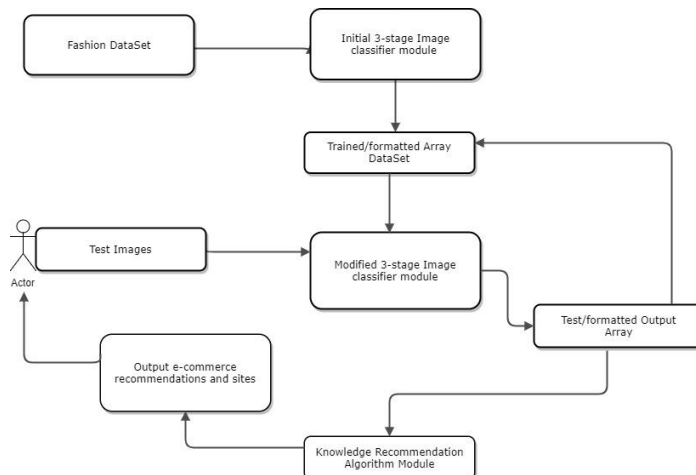 Fashion DataSet
Initial 3-stage Image
classifier module
Trained/formatted Array
DataSet
Test Images
Actor
Modified 3-stage Image
classifier module
Test/formatted Output
Array
Output e-commerce
recommendations and sites
Knowledge Recommendation
Algorithm Module